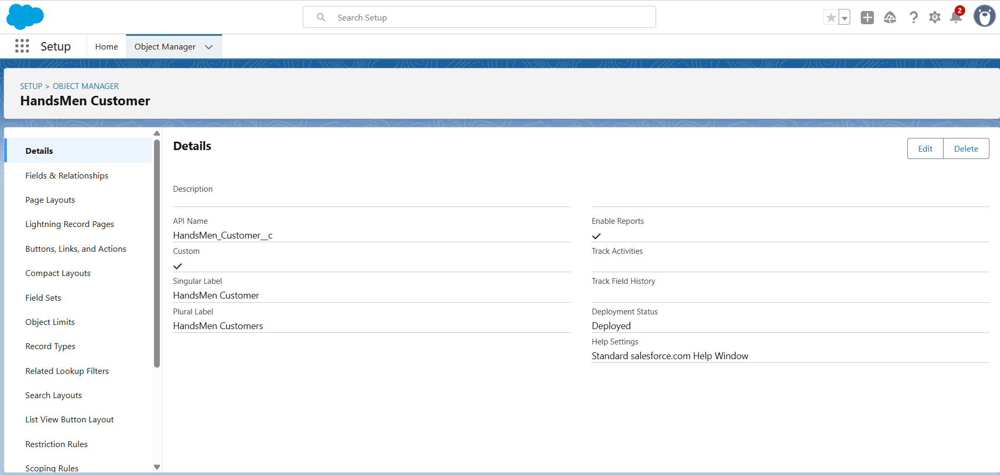 Search Setup
2
Setup
Home
Object Manager
SETUP > OBJECT MANAGER
HandsMen Customer
Details
Fields & Relationships
Page Layouts
Lightning Record Pages
Buttons, Links, and Actions
Compact Layouts
Field Sets
Object Limits
Record Types
Related Lookup Filters
Search Layouts
List View Button Layout
Restriction Rules
Scoping Rules
Details
Edit
Delete
Description
API Name
HandsMen_Customer__c
Custom
Singular Label
HandsMen Customer
Plural Label
HandsMen Customers
Enable Reports
Track Activities
Track Field History
Deployment Status
Deployed
Help Settings
Standard salesforce.com Help Window